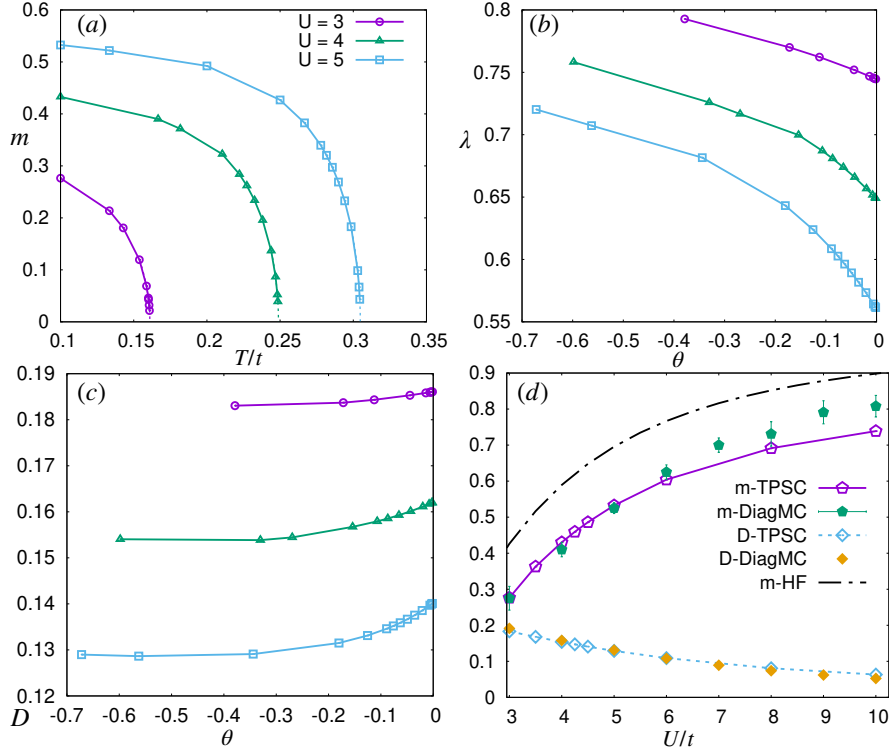 (a)
U = 3
U = 4
U = 5
0.6
0.5
0.4
m
0.3
0.2
0.1
0
0.1 0.15 0.2 0.25 0.3 0.35
T/t
(b)
0.8
0.75
0.7
λ
0.65
0.6
0.55
-0.7 -0.6 -0.5 -0.4 -0.3 -0.2 -0.1 0
θ
(c)
0.19
0.18
0.17
0.16
0.15
0.14
0.13
0.12
D
-0.7 -0.6 -0.5 -0.4 -0.3 -0.2 -0.1 0
θ
(d)
0.9
0.8
0.7
0.6
0.5
0.4
0.3
0.2
0.1
0
m-TPSC
m-DiagMC
D-TPSC
D-DiagMC
m-HF
3 4 5 6 7 8 9 10
U/t